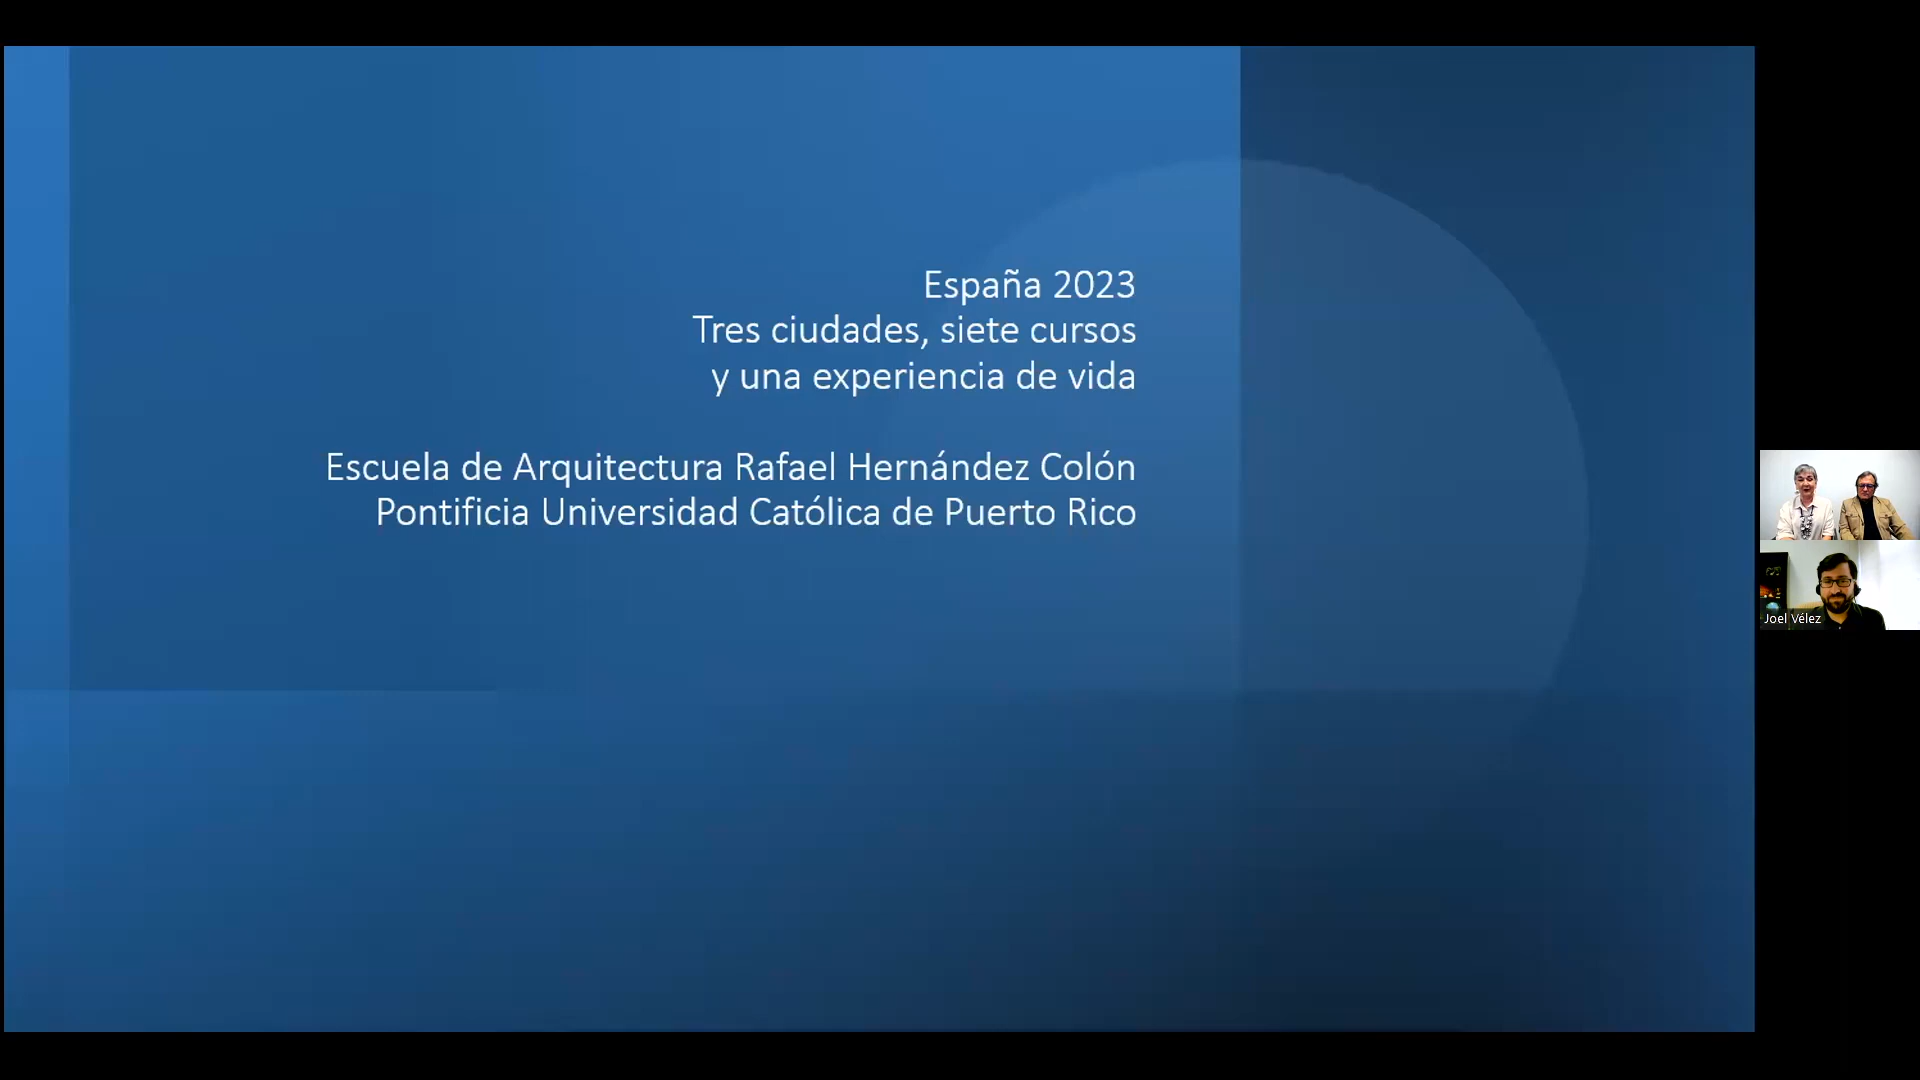 España 2023
Tres ciudades, siete cursos
y una experiencia de vida
Escuela de Arquitectura Rafael Hernández Colón
Pontificia Universidad Católica de Puerto Rico
Joel Vélez